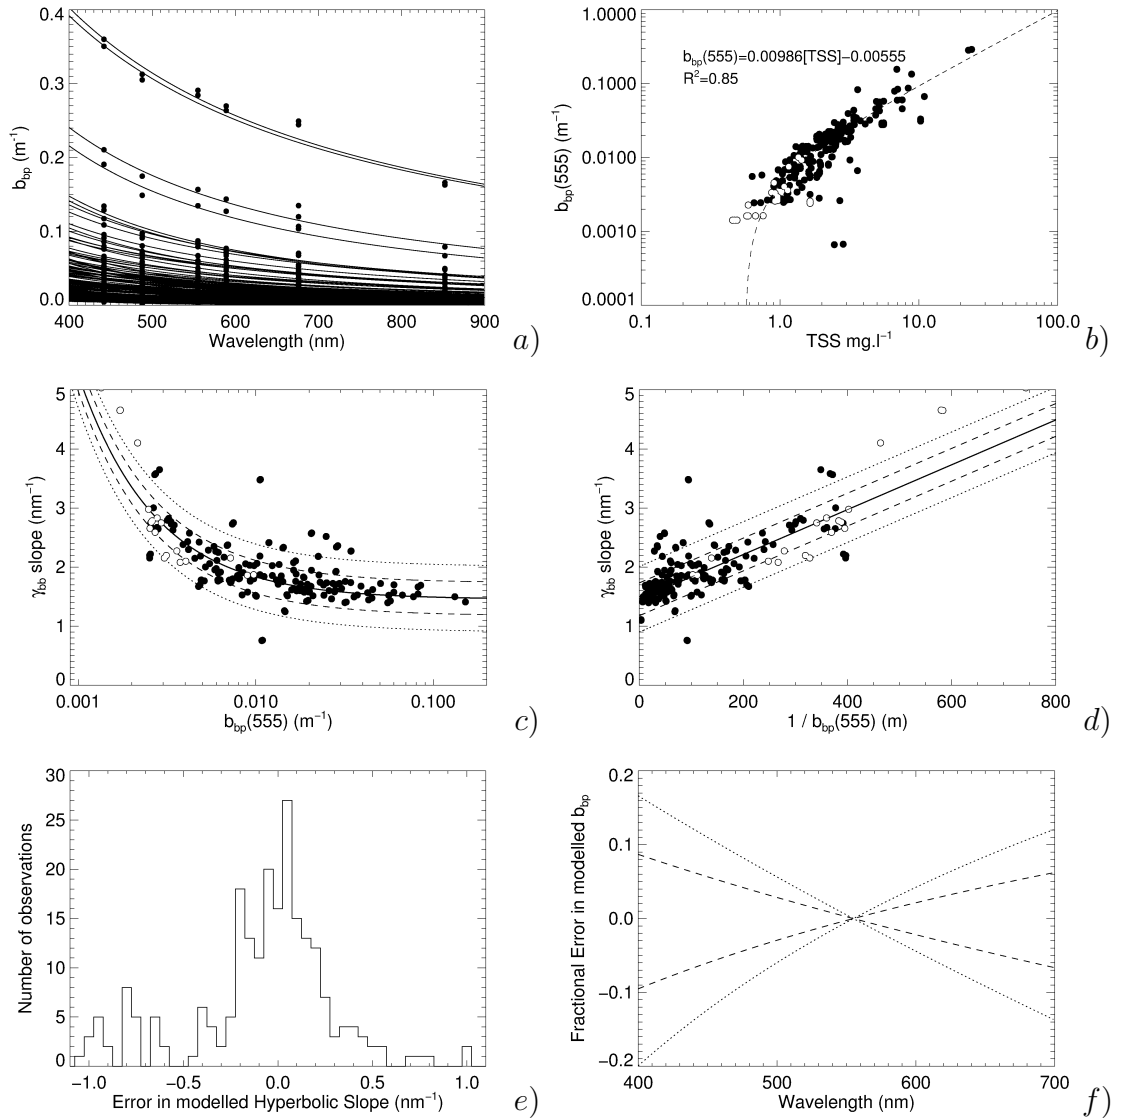 0.4
0.3
0.2
0.1
0.0
b_bp (m⁻¹)
400 500 600 700 800 900
Wavelength (nm)
a)
1.0000
0.1000
0.0100
0.0010
0.0001
b_bp(555) (m⁻¹)
b_bp(555)=0.00986[TSS]−0.00555
R²=0.85
0.1 1.0 10.0 100.0
TSS mg.l⁻¹
b)
5
4
3
2
1
0
γ_bb slope (nm⁻¹)
0.001 0.010 0.100
b_bp(555) (m⁻¹)
c)
5
4
3
2
1
0
γ_bb slope (nm⁻¹)
0 200 400 600 800
1 / b_bp(555) (m)
d)
30
25
20
15
10
5
0
Number of observations
−1.0 −0.5 0.0 0.5 1.0
Error in modelled Hyperbolic Slope (nm⁻¹)
e)
0.2
0.1
0.0
−0.1
−0.2
Fractional Error in modelled b_bp
400 500 600 700
Wavelength (nm)
f)